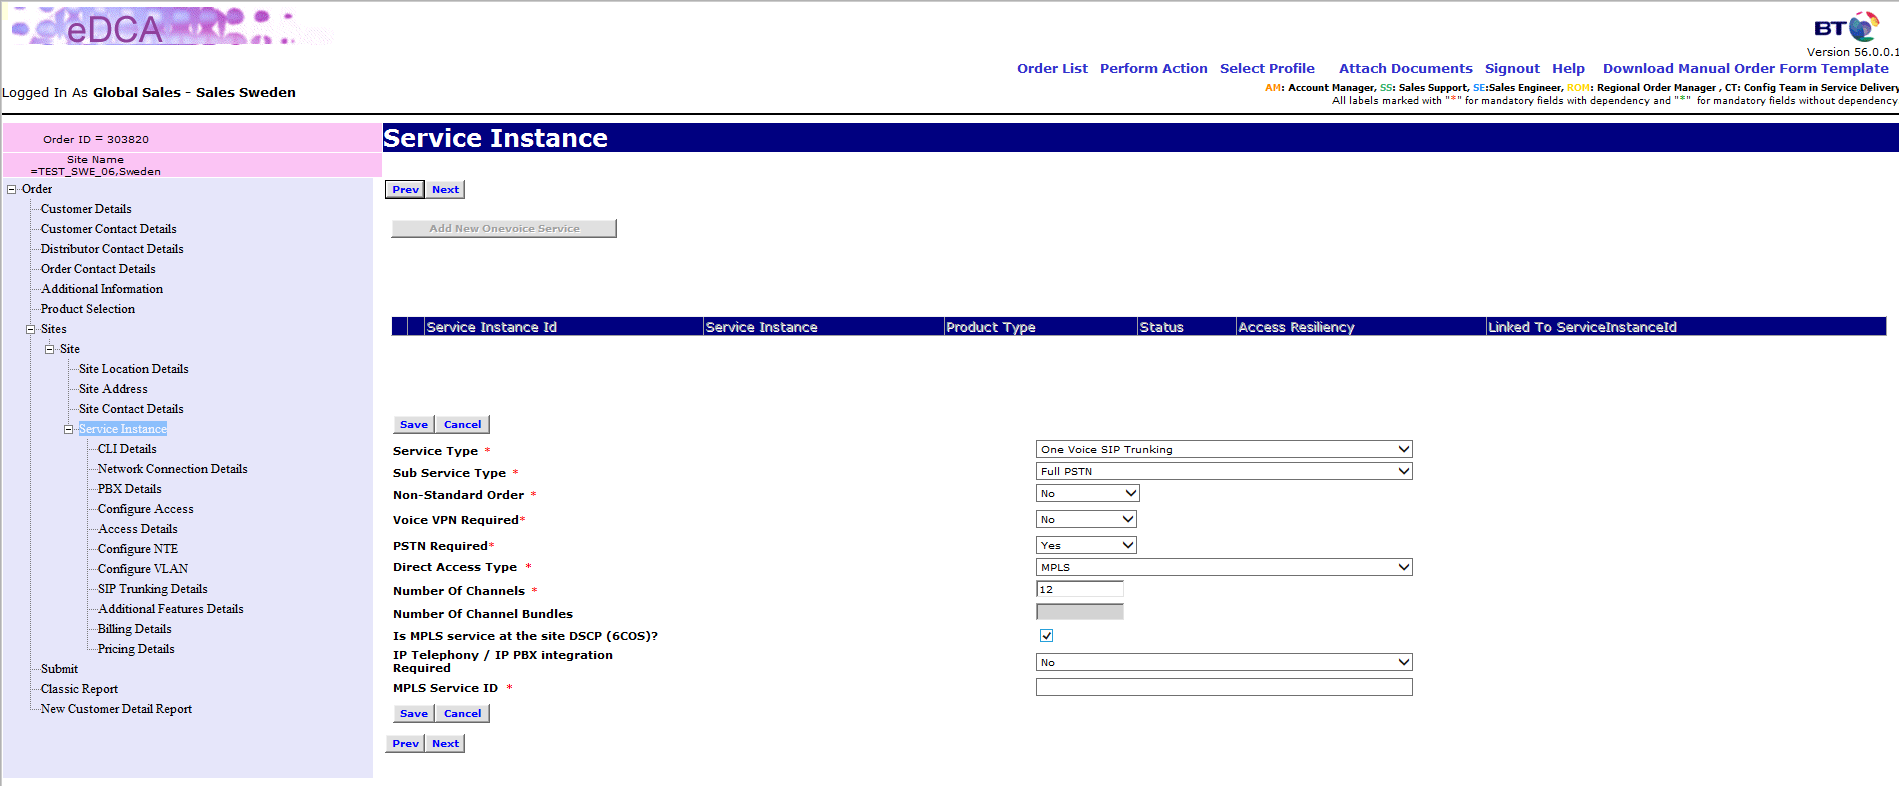 eDCA
BT
Version 56.0.0.1
Order List Perform Action Select Profile Attach Documents Signout Help Download Manual Order Form Template
Logged In As Global Sales - Sales Sweden
AM: Account Manager, SS: Sales Support, SE:Sales Engineer, ROM: Regional Order Manager , CT: Config Team in Service Delivery
All labels marked with "*" for mandatory fields with dependency and "*" for mandatory fields without dependency
Order ID = 303820
Site Name
=TEST_SWE_06,Sweden
Order
Customer Details
Customer Contact Details
Distributor Contact Details
Order Contact Details
Additional Information
Product Selection
Sites
Site
Site Location Details
Site Address
Site Contact Details
Service Instance
CLI Details
Network Connection Details
PBX Details
Configure Access
Access Details
Configure NTE
Configure VLAN
SIP Trunking Details
Additional Features Details
Billing Details
Pricing Details
Submit
Classic Report
New Customer Detail Report
Service Instance
Prev Next
Add New Onevoice Service
Service Instance Id Service Instance Product Type Status Access Resiliency Linked To ServiceInstanceId
Save Cancel
Service Type * One Voice SIP Trunking
Sub Service Type * Full PSTN
Non-Standard Order * No
Voice VPN Required* No
PSTN Required* Yes
Direct Access Type * MPLS
Number Of Channels * 12
Number Of Channel Bundles
Is MPLS service at the site DSCP (6COS)?
IP Telephony / IP PBX integration
Required No
MPLS Service ID *
Save Cancel
Prev Next